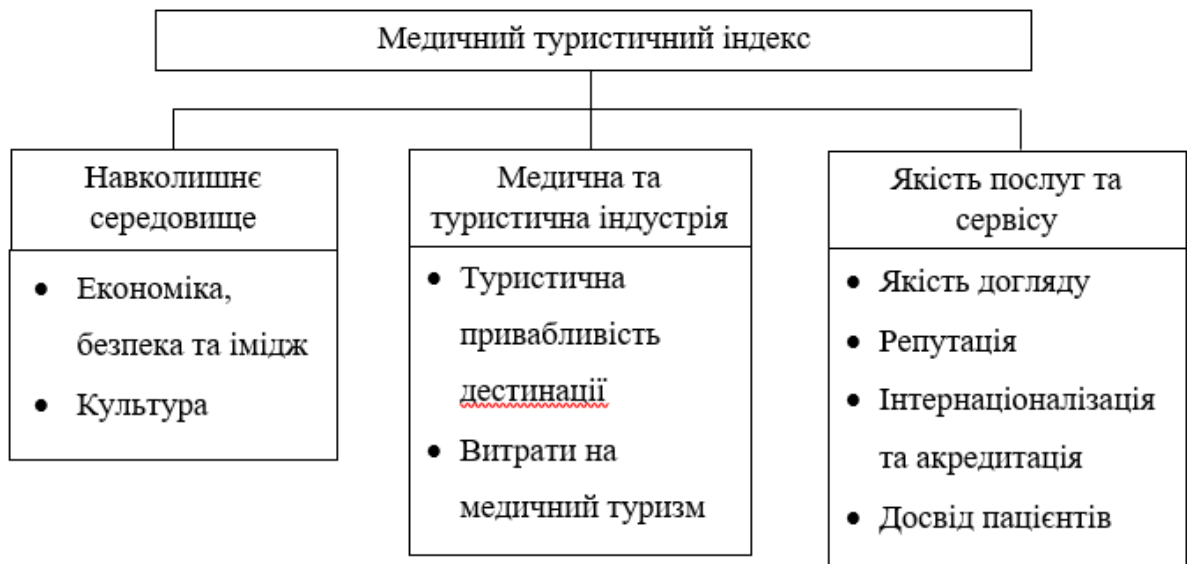 Медичний туристичний індекс
Навколишнє
середовище
• Економіка,
безпека та імідж
• Культура
Медична та
туристична індустрія
• Туристична
привабливість
дестинації
• Витрати на
медичний туризм
Якість послуг та
сервісу
• Якість догляду
• Репутація
• Інтернаціоналізація
та акредитація
• Досвід пацієнтів